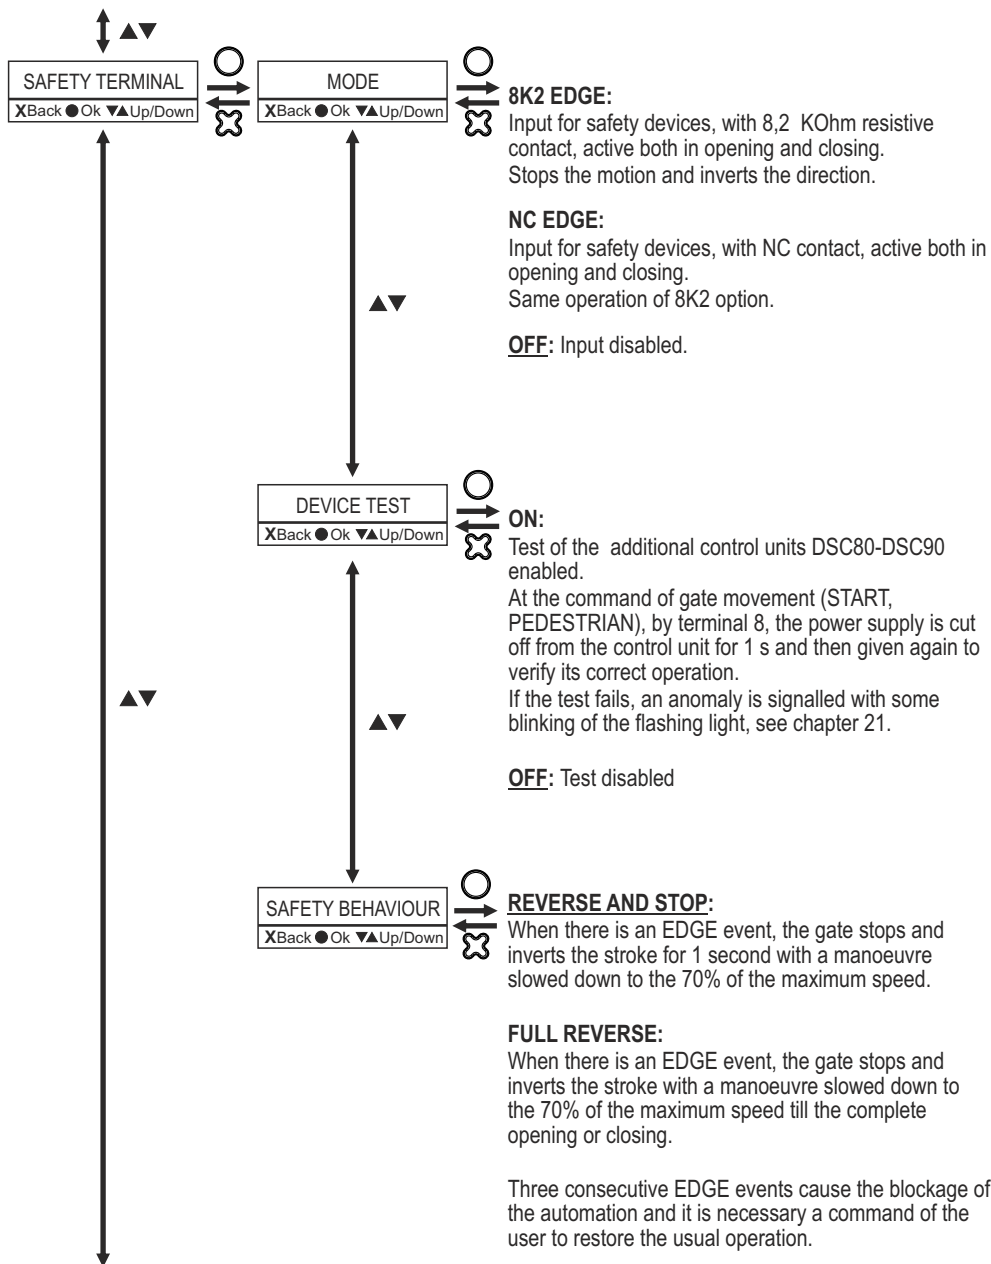 ▲▼
SAFETY TERMINAL
XBack ●Ok ▼▲Up/Down
MODE
XBack ●Ok ▼▲Up/Down
8K2 EDGE:
Input for safety devices, with 8,2 KOhm resistive
contact, active both in opening and closing.
Stops the motion and inverts the direction.
NC EDGE:
Input for safety devices, with NC contact, active both in
opening and closing.
Same operation of 8K2 option.
OFF: Input disabled.
▲▼
DEVICE TEST
XBack ●Ok ▼▲Up/Down
ON:
Test of the additional control units DSC80-DSC90
enabled.
At the command of gate movement (START,
PEDESTRIAN), by terminal 8, the power supply is cut
off from the control unit for 1 s and then given again to
verify its correct operation.
If the test fails, an anomaly is signalled with some
blinking of the flashing light, see chapter 21.
OFF: Test disabled
▲▼
▲▼
SAFETY BEHAVIOUR
XBack ●Ok ▼▲Up/Down
REVERSE AND STOP:
When there is an EDGE event, the gate stops and
inverts the stroke for 1 second with a manoeuvre
slowed down to the 70% of the maximum speed.
FULL REVERSE:
When there is an EDGE event, the gate stops and
inverts the stroke with a manoeuvre slowed down to
the 70% of the maximum speed till the complete
opening or closing.
Three consecutive EDGE events cause the blockage of
the automation and it is necessary a command of the
user to restore the usual operation.